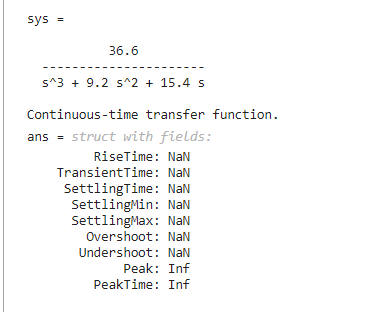 sys =
36.6
----------------------
s^3 + 9.2 s^2 + 15.4 s
Continuous-time transfer function.
ans = struct with fields:
RiseTime: NaN
TransientTime: NaN
SettlingTime: NaN
SettlingMin: NaN
SettlingMax: NaN
Overshoot: NaN
Undershoot: NaN
Peak: Inf
PeakTime: Inf